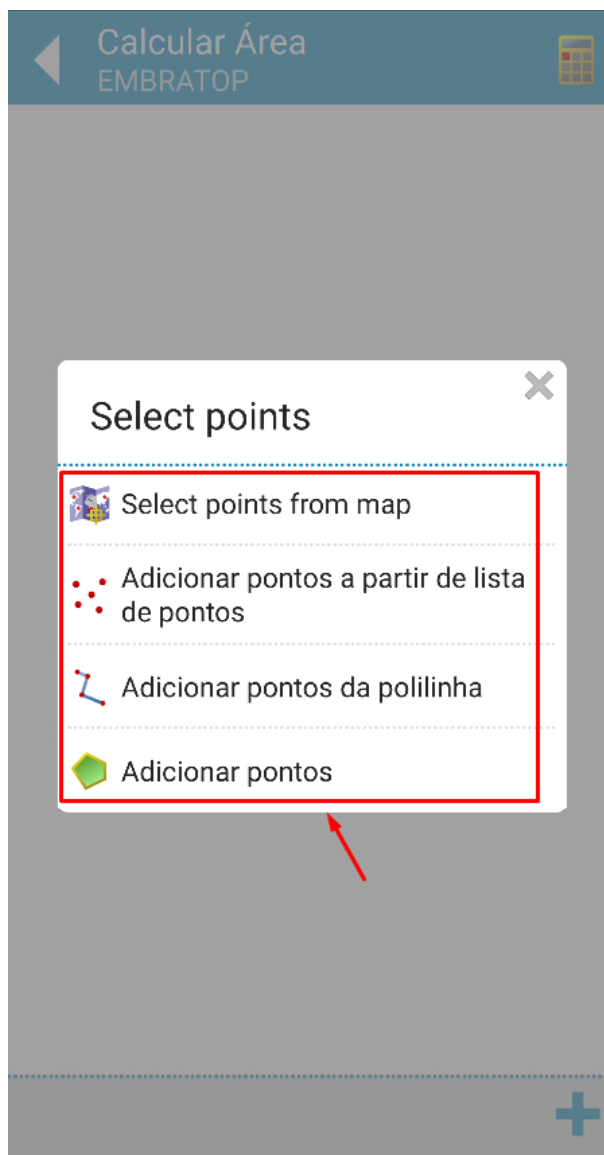 Calcular Área
EMBRATOP
Select points
Select points from map
Adicionar pontos a partir de lista
de pontos
Adicionar pontos da polilinha
Adicionar pontos